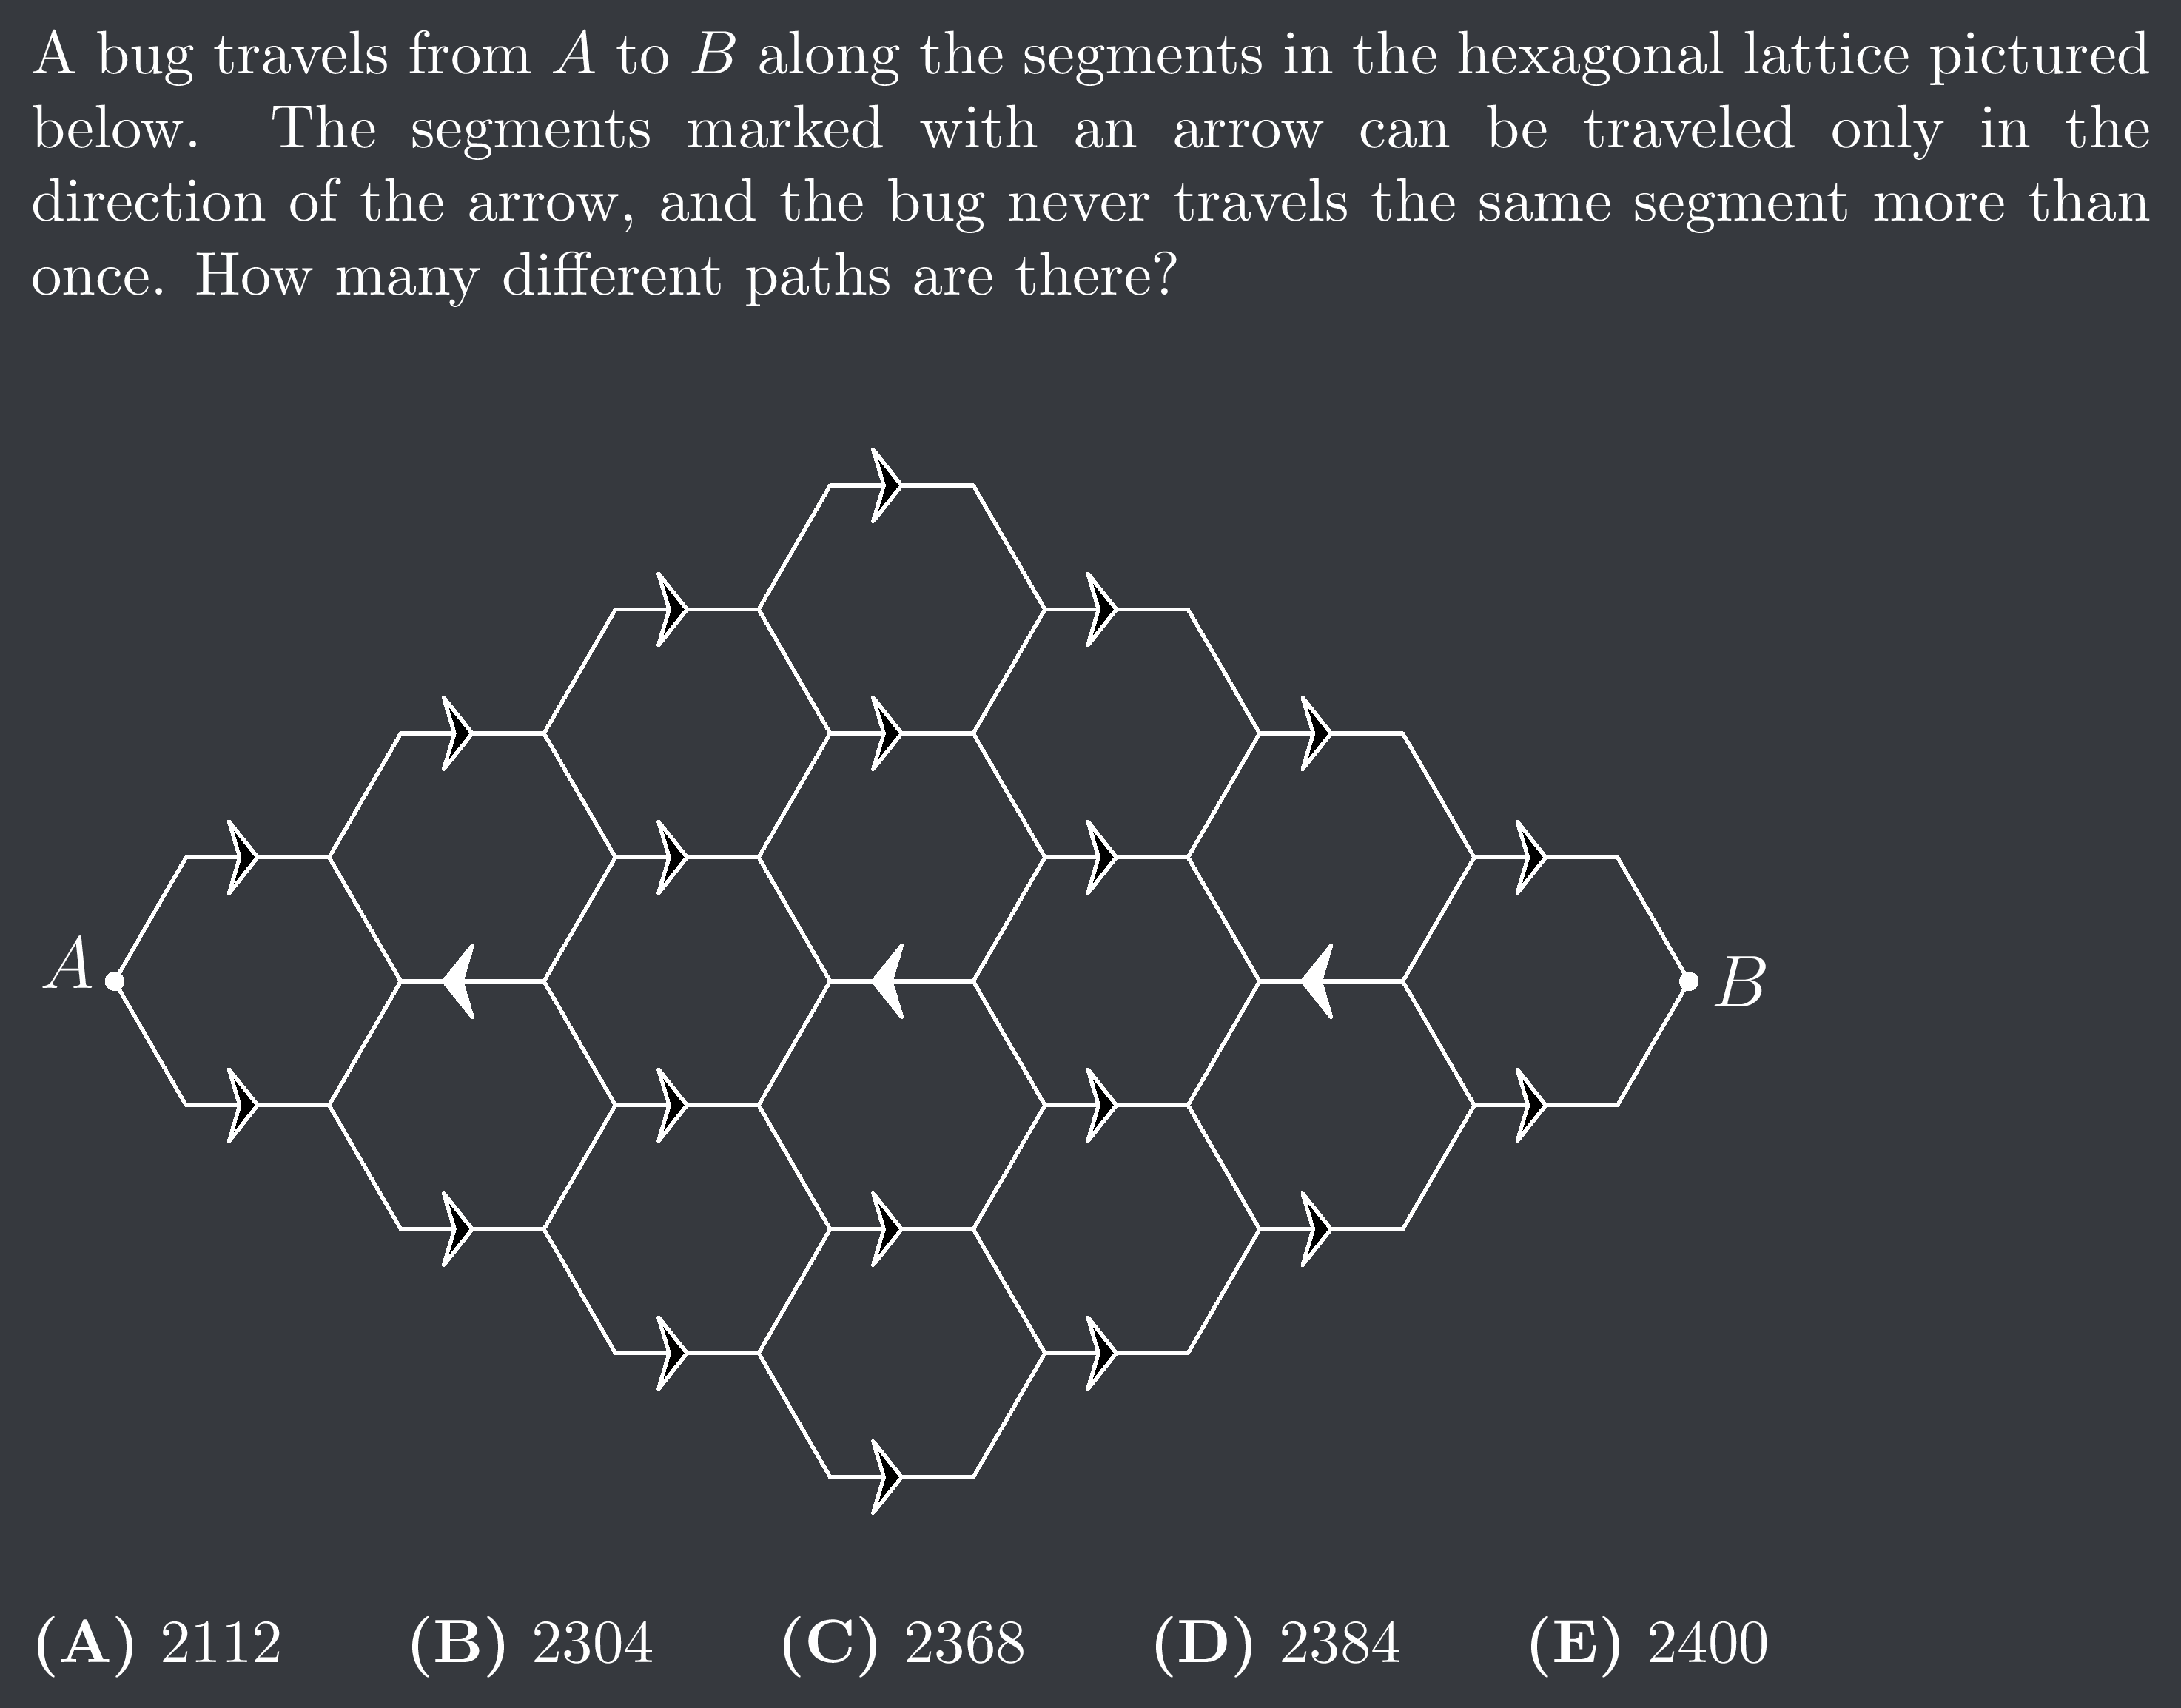 A bug travels from A to B along the segments in the hexagonal lattice pictured
below. The segments marked with an arrow can be traveled only in the
direction of the arrow, and the bug never travels the same segment more than
once. How many different paths are there?
A
B
(A) 2112 (B) 2304 (C) 2368 (D) 2384 (E) 2400